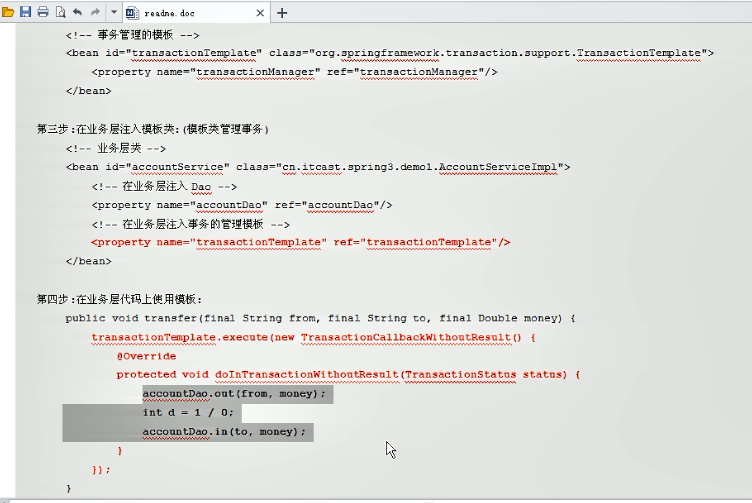 readme.doc
<!-- 事务管理的模板 -->
<bean id="transactionTemplate" class="org.springframework.transaction.support.TransactionTemplate">
<property name="transactionManager" ref="transactionManager"/>
</bean>
第三步:在业务层注入模板类:(模板类管理事务)
<!-- 业务层类 -->
<bean id="accountService" class="cn.itcast.spring3.demo1.AccountServiceImpl">
<!-- 在业务层注入 Dao -->
<property name="accountDao" ref="accountDao"/>
<!-- 在业务层注入事务的管理模板 -->
<property name="transactionTemplate" ref="transactionTemplate"/>
</bean>
第四步:在业务层代码上使用模板:
public void transfer(final String from, final String to, final Double money) {
transactionTemplate.execute(new TransactionCallbackWithoutResult() {
@Override
protected void doInTransactionWithoutResult(TransactionStatus status) {
accountDao.out(from, money);
int d = 1 / 0;
accountDao.in(to, money);
}
});
}